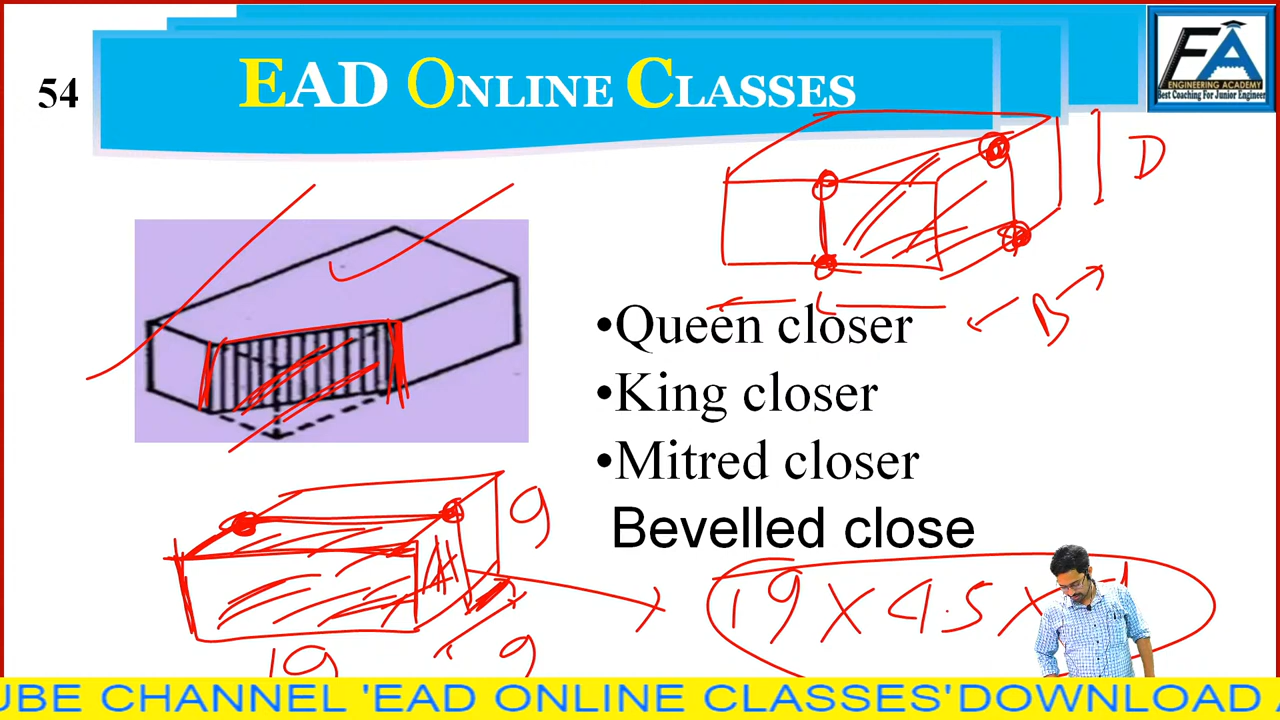 54
EAD ONLINE CLASSES
ENGINEERING ACADEMY
BEST COACHING FOR JUNIOR ENGINEER
D
B
L
•Queen closer
•King closer
•Mitred closer
Bevelled close
9
19
9
19 X 4.5 X
UBE CHANNEL 'EAD ONLINE CLASSES'DOWNLOAD